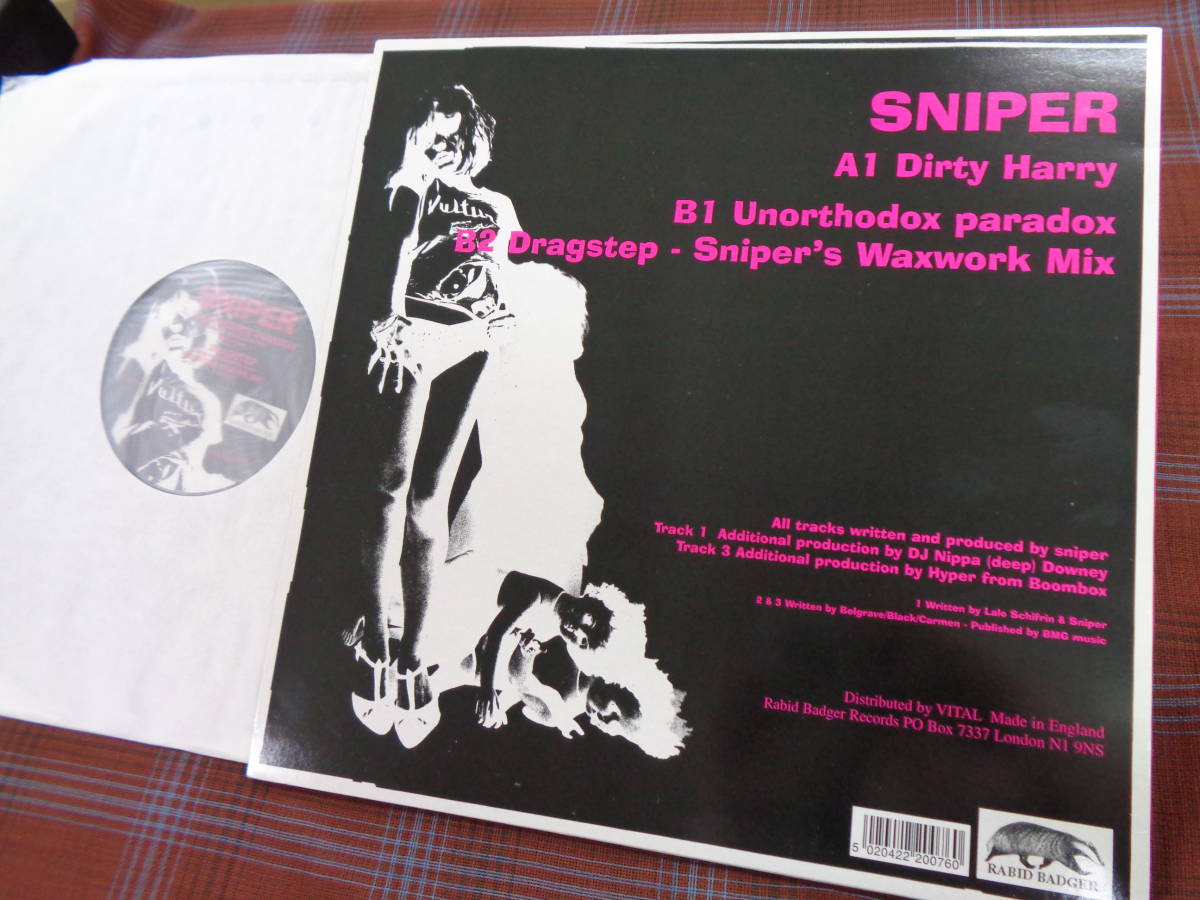 SNIPER
A1 Dirty Harry
B1 Unorthodox paradox
B2 Dragstep - Sniper's Waxwork Mix
Vultu
All tracks written and produced by sniper
Track 1 Additional production by DJ Nippa (deep) Downey
Track 3 Additional production by Hyper from Boombox
1 Written by Lalo Schifrin & Sniper
2 & 3 Written by Belgrave/Black/Carmen - Published by BMG music
Distributed by VITAL Made in England
Rabid Badger Records PO Box 7337 London N1 9NS
5 020422 200760
RABID BADGER
SNIPER
Vultu